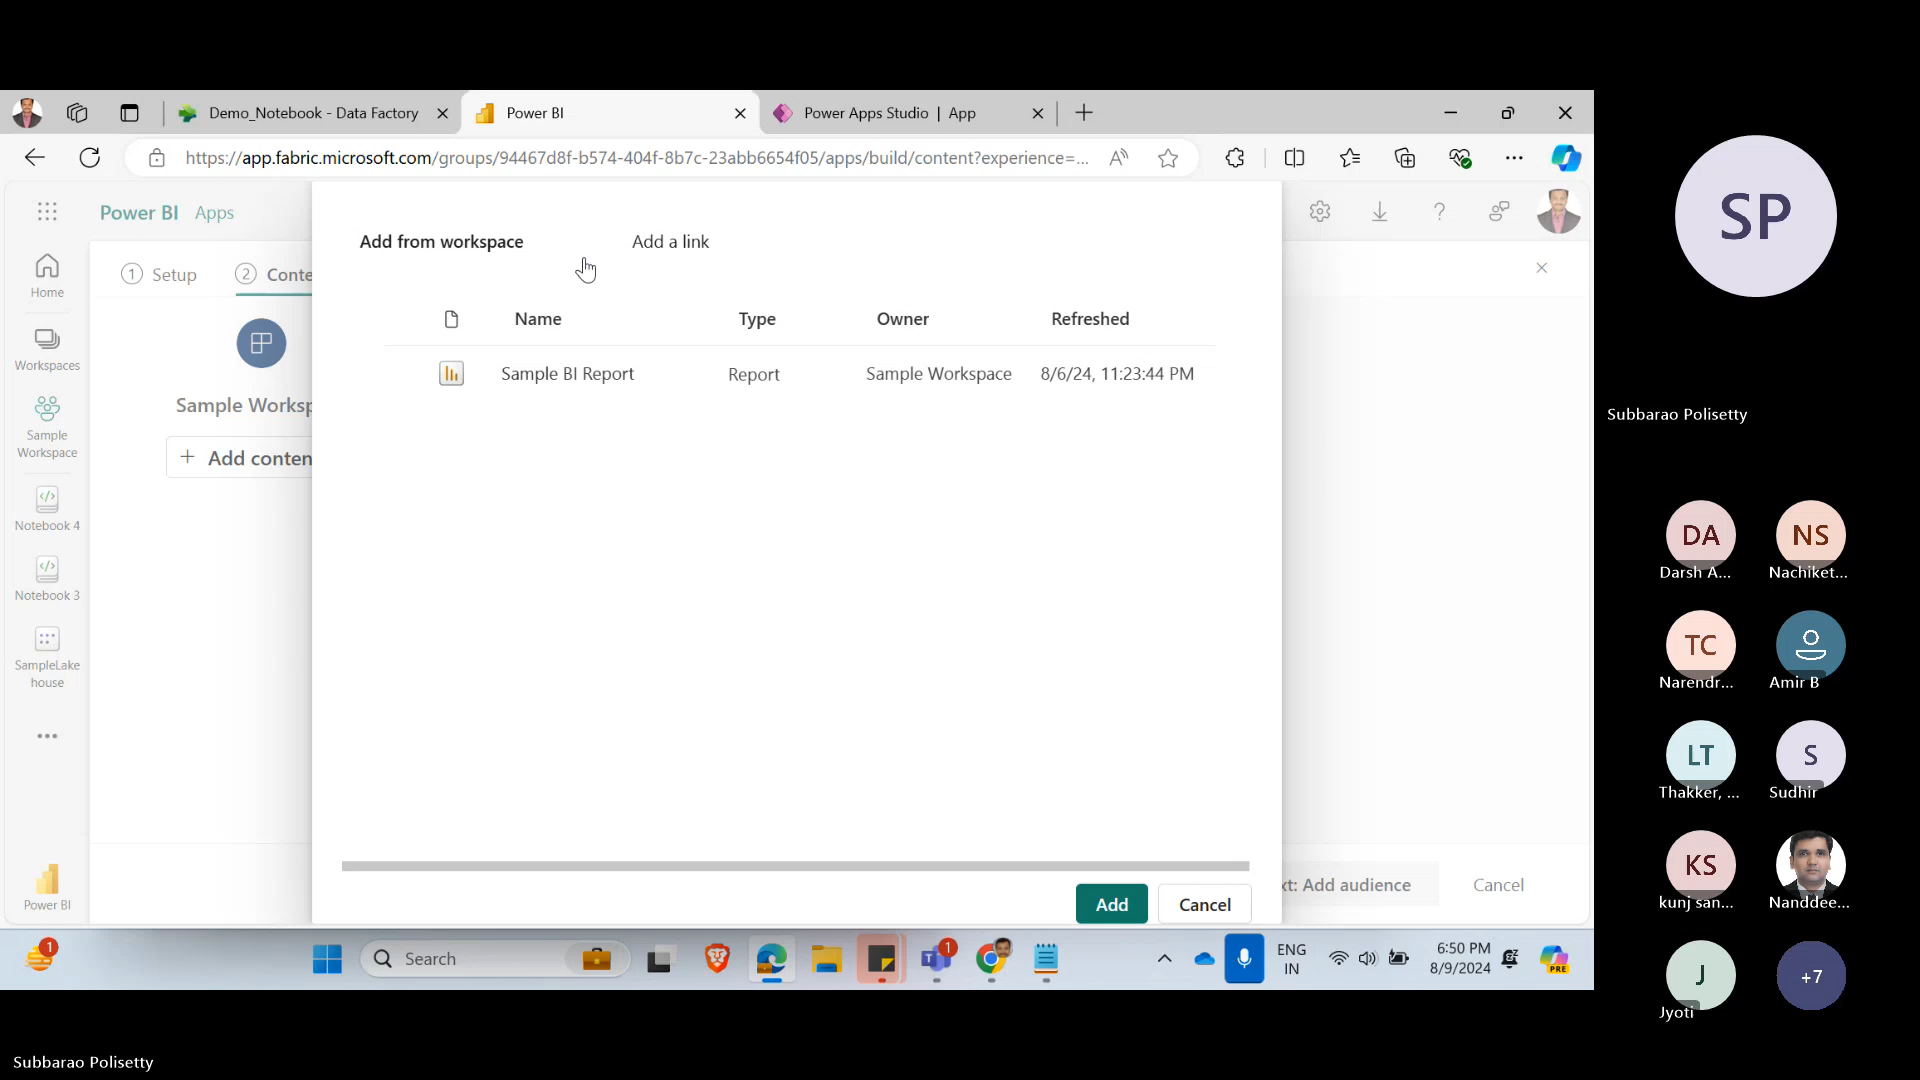 Demo_Notebook - Data Factory
Power BI
Power Apps Studio | App
https://app.fabric.microsoft.com/groups/94467d8f-b574-404f-8b7c-23abb6654f05/apps/build/content?experience=...
Power BI Apps
Home
Workspaces
Sample
Workspace
Notebook 4
Notebook 3
SampleLake
house
Power BI
1 Setup
2 Conte
Sample Worksp
+ Add conten
Add from workspace
Add a link
Name Type Owner Refreshed
Sample BI Report Report Sample Workspace 8/6/24, 11:23:44 PM
Add
Cancel
xt: Add audience
Cancel
1
Search
1
ENG
IN
6:50 PM
8/9/2024
PRE
SP
Subbarao Polisetty
DA
Darsh A...
NS
Nachiket...
TC
Narendr...
Amir B
LT
Thakker, ...
S
Sudhir
KS
kunj san...
Nanddee...
J
Jyoti
+7
Subbarao Polisetty